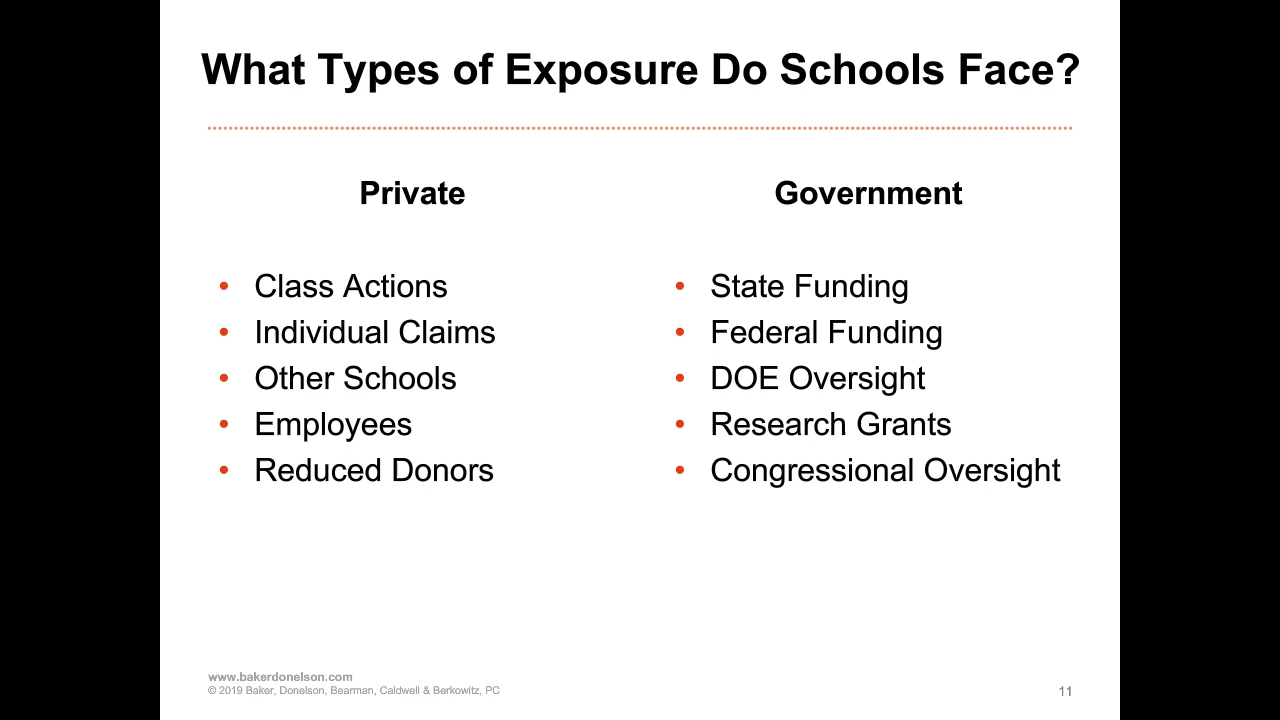 What Types of Exposure Do Schools Face?
Private
• Class Actions
• Individual Claims
• Other Schools
• Employees
• Reduced Donors
Government
• State Funding
• Federal Funding
• DOE Oversight
• Research Grants
• Congressional Oversight
www.bakerdonelson.com
© 2019 Baker, Donelson, Bearman, Caldwell & Berkowitz, PC
11